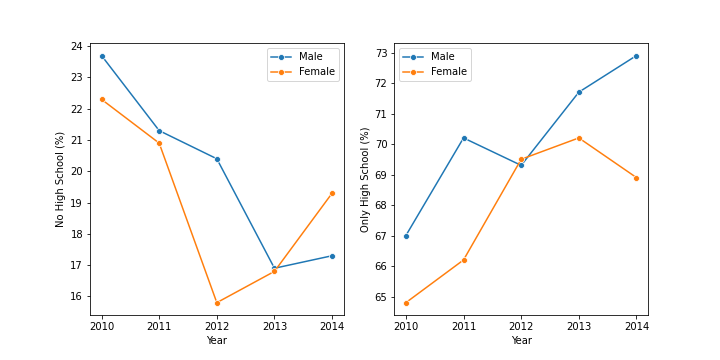 No High School (%)
24
23
22
21
20
19
18
17
16
2010 2011 2012 2013 2014
Year
Male
Female
Only High School (%)
73
72
71
70
69
68
67
66
65
2010 2011 2012 2013 2014
Year
Male
Female